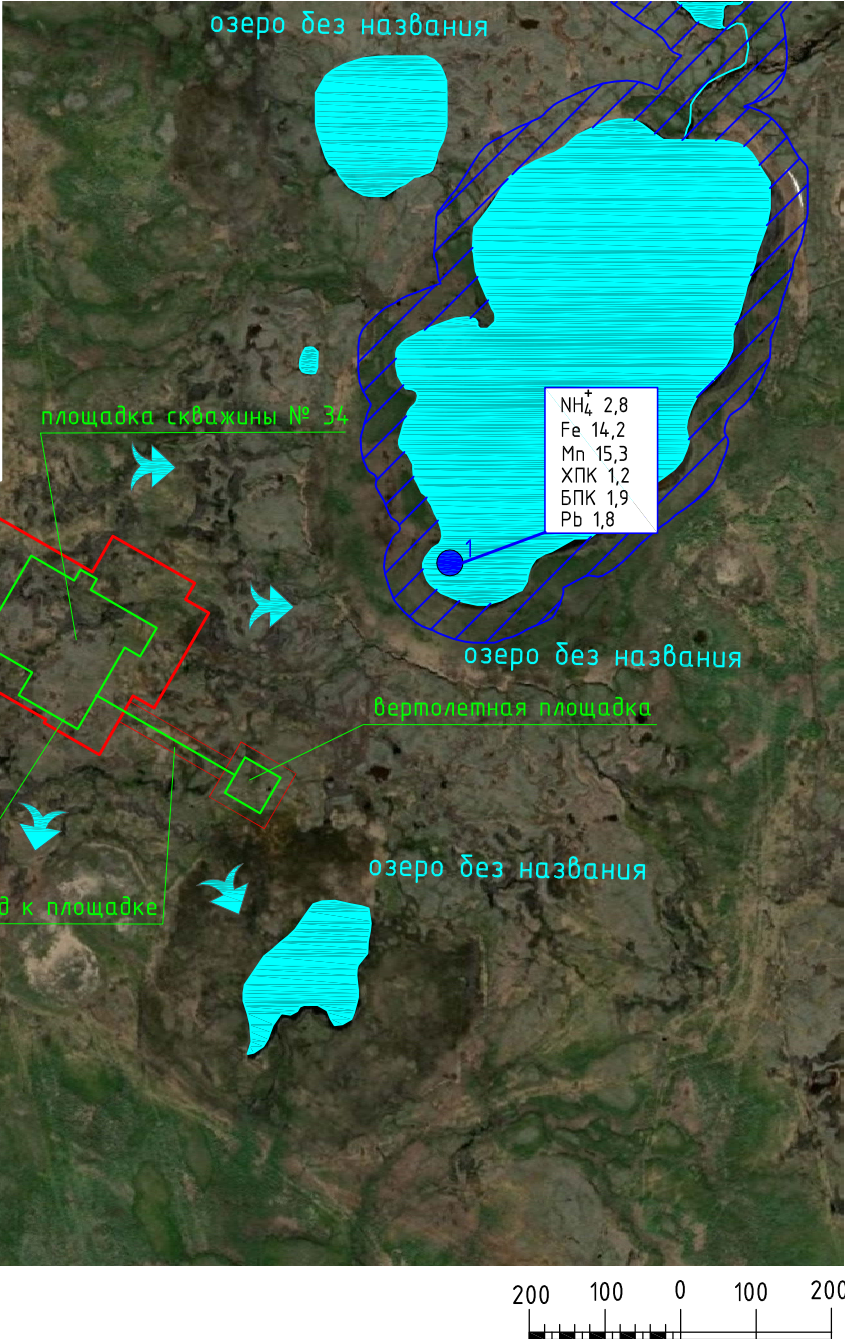 озеро без названия
NH₄⁺ 2,8
Fe 14,2
Mn 15,3
ХПК 1,2
БПК 1,9
Pb 1,8
площадка скважины № 34
1
озеро без названия
вертолетная площадка
озеро без названия
д к площадке
200 100 0 100 200